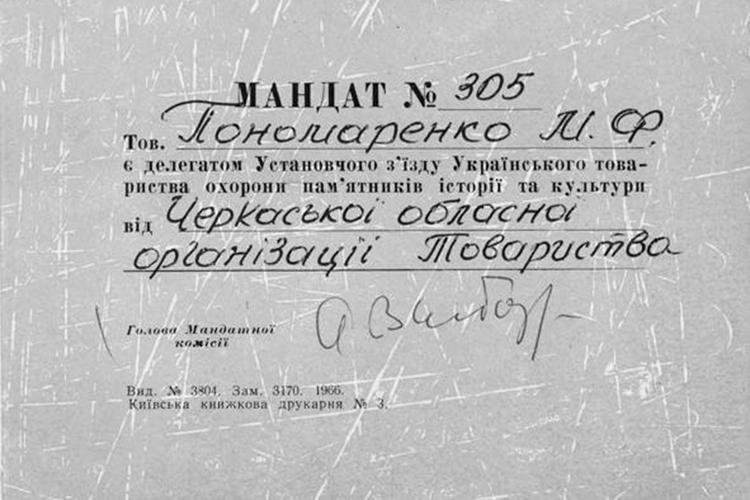 МАНДАТ № 305
Тов. Пономаренко М. Ф.
є делегатом Установчого з’їзду Українського това-
риства охорони пам’ятників історії та культури
від Черкаської обласної
організації Товариства
Голова Мандатної
комісії
Вид. № 3804. Зам. 3170. 1966.
Київська книжкова друкарня № 3.